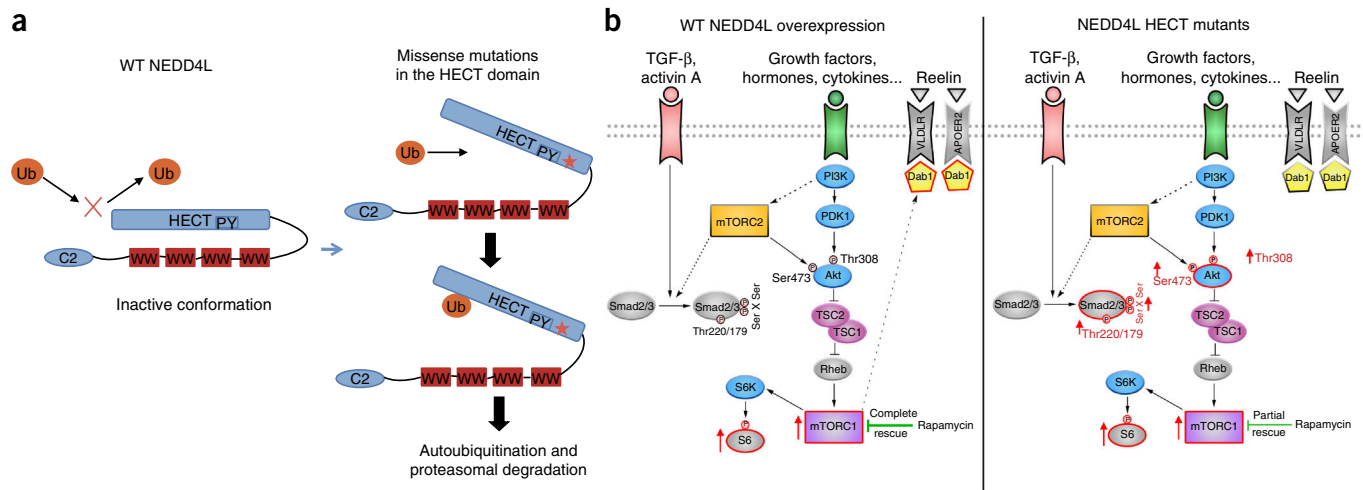 a
WT NEDD4L
Ub
Ub
HECT PY
C2
WW WW WW WW
Inactive conformation
Missense mutations
in the HECT domain
Ub
HECT PY
C2
WW WW WW WW
Ub
HECT PY
C2
WW WW WW WW
Autoubiquitination and
proteasomal degradation
b
WT NEDD4L overexpression
TGF-β,
activin A
Growth factors,
hormones, cytokines...
Reelin
VLDLR
APOER2
Dab1
Dab1
PI3K
mTORC2
PDK1
P
Thr308
Ser473
P
Akt
Smad2/3
Smad2/3
P
P
Ser X Ser
P
Thr220/179
TSC2
TSC1
Rheb
S6K
P
S6
mTORC1
Complete
rescue
Rapamycin
NEDD4L HECT mutants
TGF-β,
activin A
Growth factors,
hormones, cytokines...
Reelin
VLDLR
APOER2
Dab1
Dab1
PI3K
mTORC2
PDK1
P
Thr308
Ser473
P
Akt
Smad2/3
Smad2/3
P
P
Ser X Ser
P
Thr220/179
TSC2
TSC1
Rheb
S6K
P
S6
mTORC1
Partial
rescue
Rapamycin